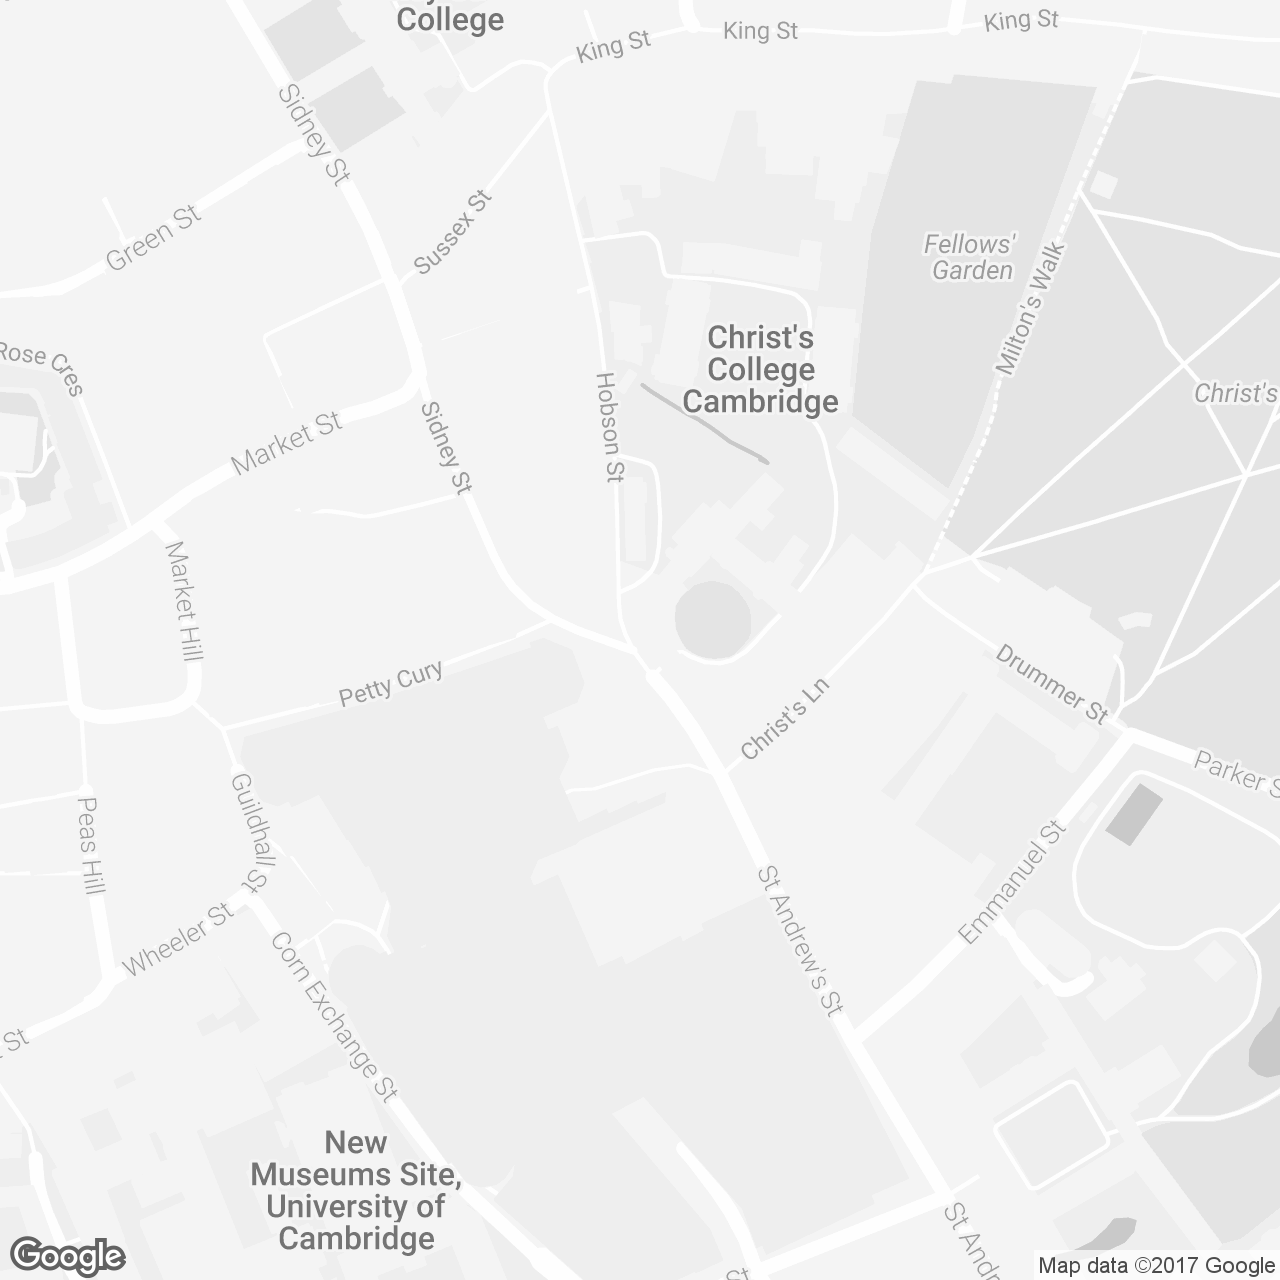 College
King St
King St
King St
Sidney St
Green St
Sussex St
Fellows'
Garden
Milton's Walk
Rose Cres
Christ's
College
Cambridge
Christ's
Hobson St
Market St
Sidney St
Market Hill
Petty Cury
Drummer St
Christ's Ln
Parker S
Peas Hill
Guildhall St
Emmanuel St
St Andrew's St
Wheeler St
Corn Exchange St
St
New
Museums Site,
University of
Cambridge
St Andr
St
Google
Map data ©2017 Google